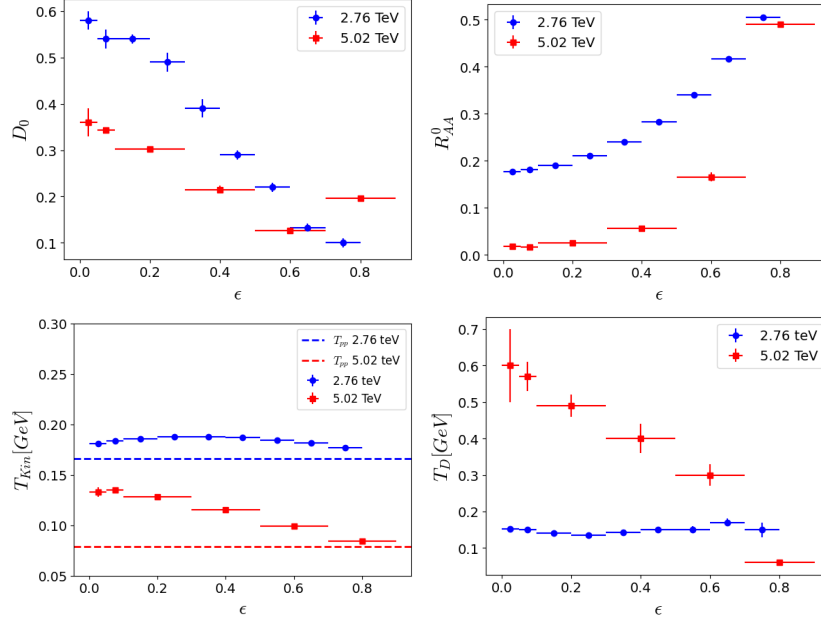 0.6
0.5
0.4
0.3
0.2
0.1
D₀
2.76 TeV
5.02 TeV
0.0 0.2 0.4 0.6 0.8
ϵ
0.5
0.4
0.3
0.2
0.1
0.0
R⁰_AA
2.76 TeV
5.02 TeV
0.0 0.2 0.4 0.6 0.8
ϵ
0.30
0.25
0.20
0.15
0.10
0.05
T_Kin[GeV]
T_pp 2.76 teV
T_pp 5.02 teV
2.76 teV
5.02 TeV
0.0 0.2 0.4 0.6 0.8
ϵ
0.7
0.6
0.5
0.4
0.3
0.2
0.1
T_D[GeV]
2.76 teV
5.02 TeV
0.0 0.2 0.4 0.6 0.8
ϵ